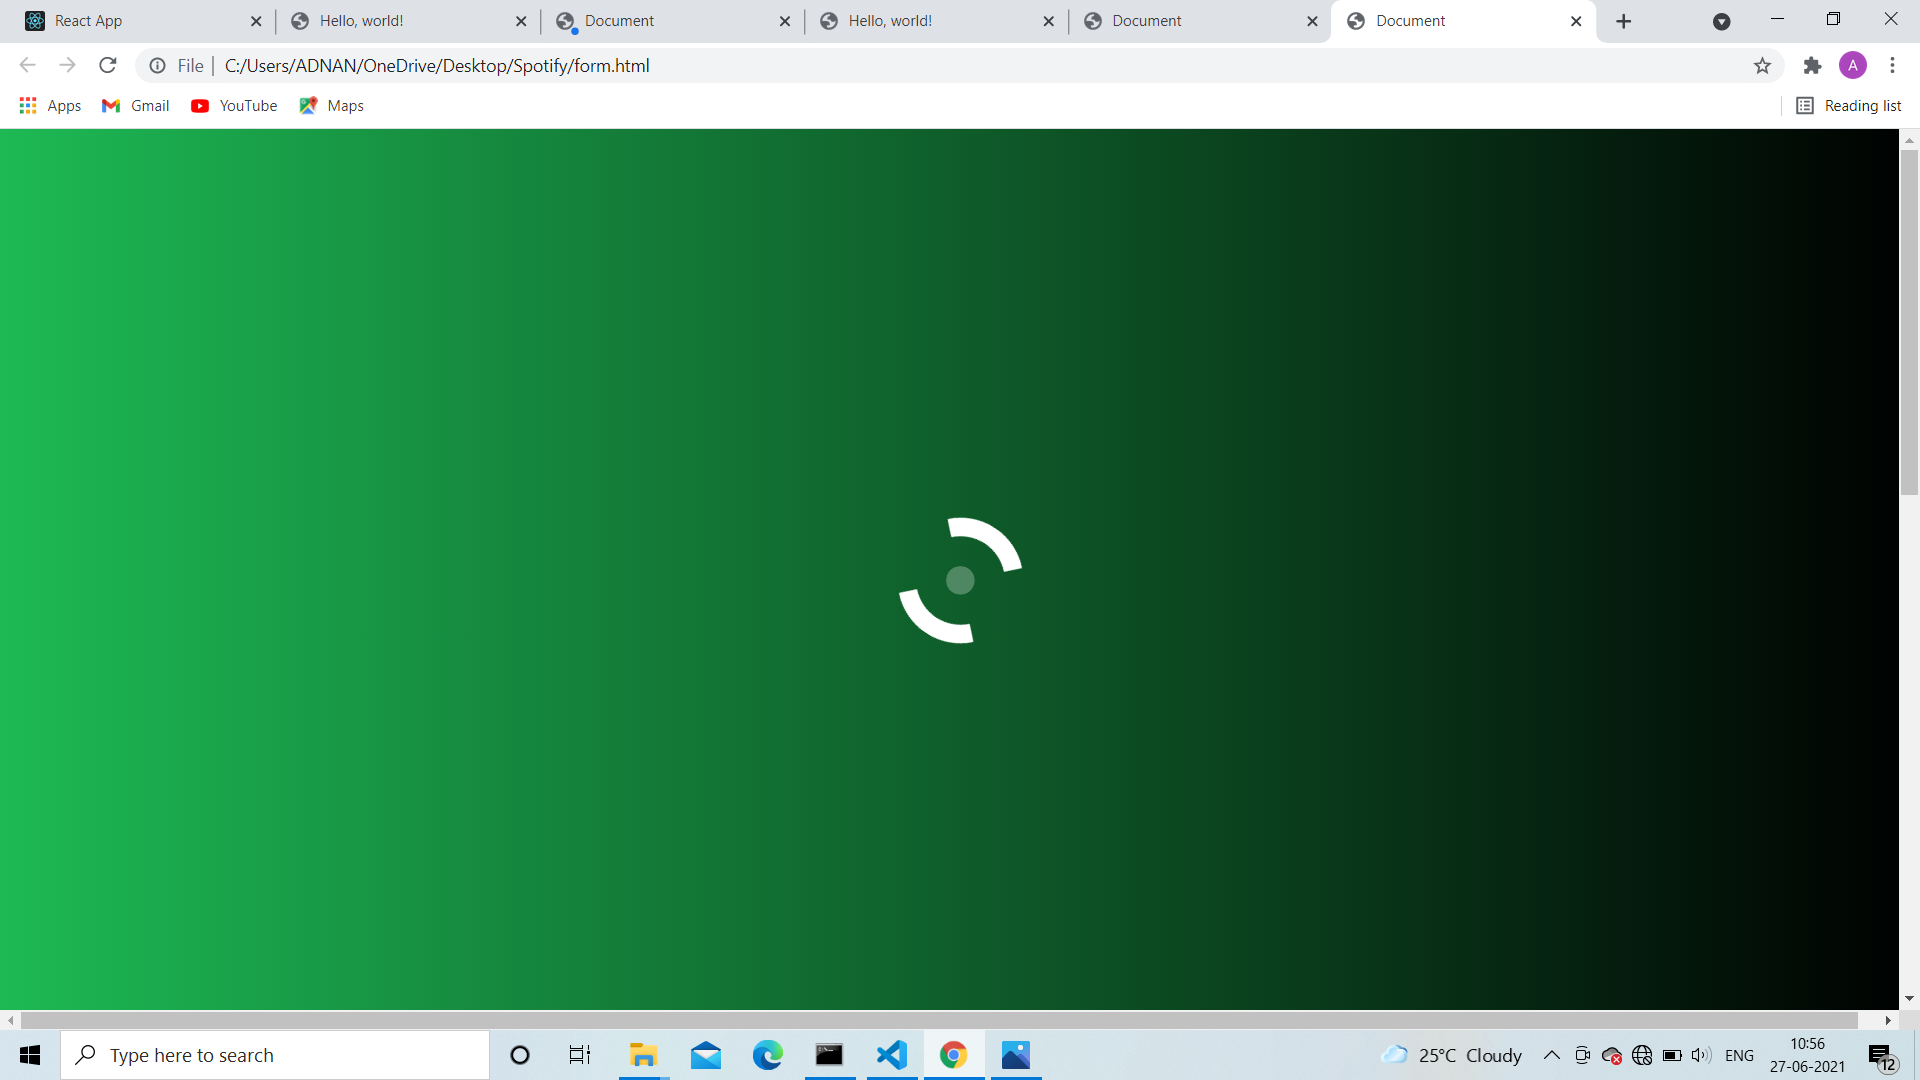 React App
Hello, world!
Document
Hello, world!
Document
Document
File
C:/Users/ADNAN/OneDrive/Desktop/Spotify/form.html
A
Apps
Gmail
YouTube
Maps
Reading list
Type here to search
25°C Cloudy
ENG
10:56
27-06-2021
12